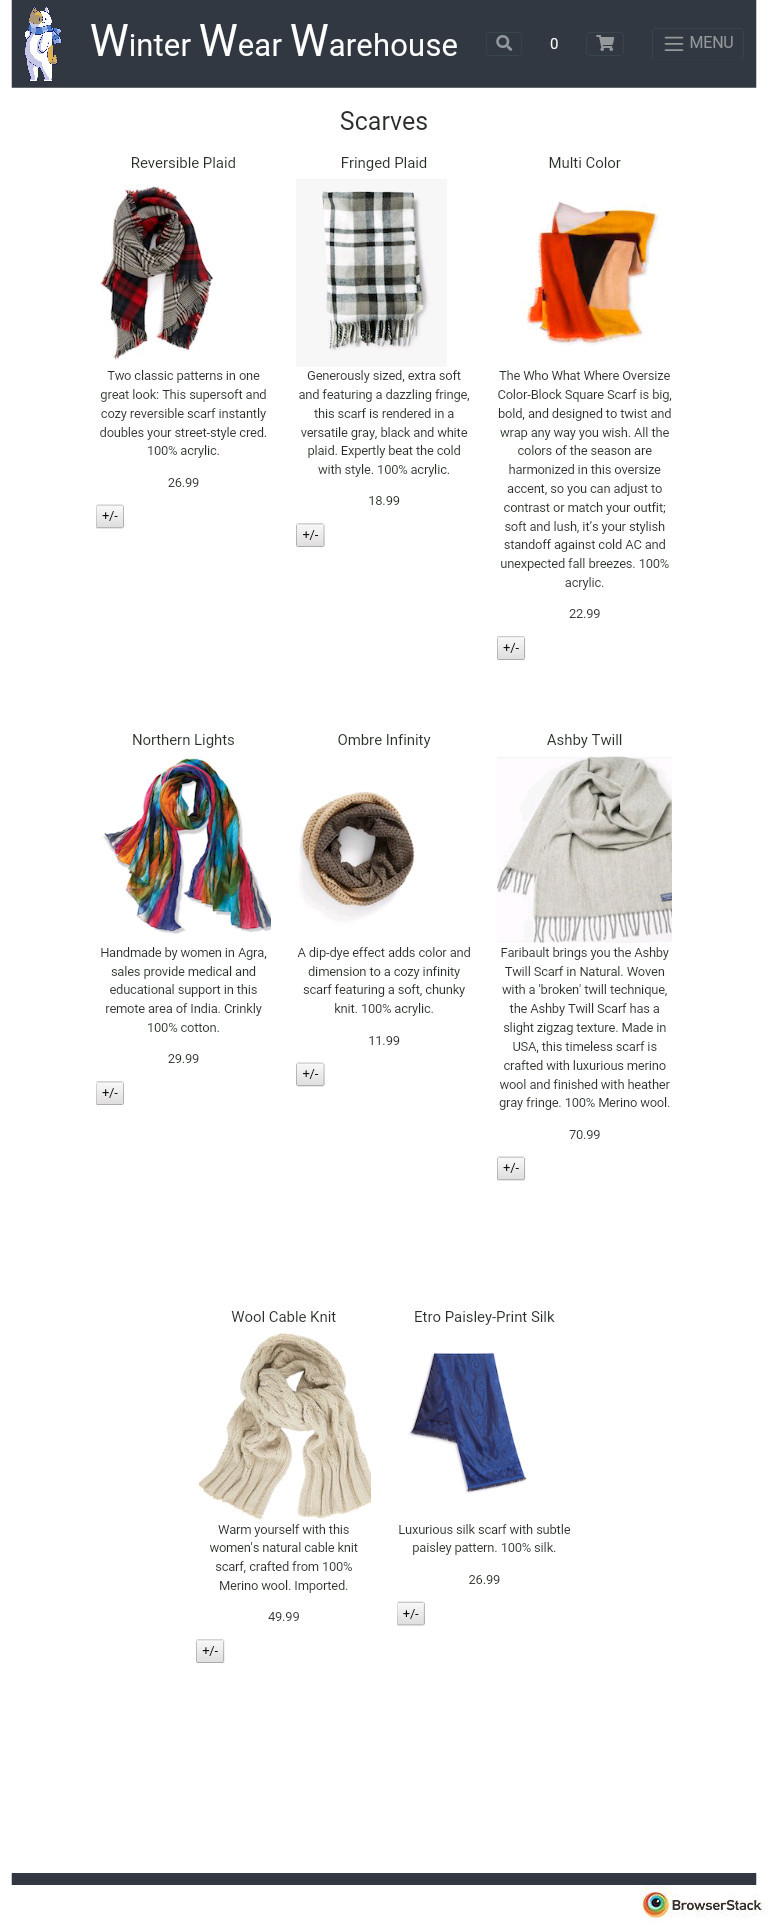 Winter Wear Warehouse
0
MENU
Scarves
Reversible Plaid
Two classic patterns in one
great look: This supersoft and
cozy reversible scarf instantly
doubles your street-style cred.
100% acrylic.
26.99
+/-
Fringed Plaid
Generously sized, extra soft
and featuring a dazzling fringe,
this scarf is rendered in a
versatile gray, black and white
plaid. Expertly beat the cold
with style. 100% acrylic.
18.99
+/-
Multi Color
The Who What Where Oversize
Color-Block Square Scarf is big,
bold, and designed to twist and
wrap any way you wish. All the
colors of the season are
harmonized in this oversize
accent, so you can adjust to
contrast or match your outfit;
soft and lush, it's your stylish
standoff against cold AC and
unexpected fall breezes. 100%
acrylic.
22.99
+/-
Northern Lights
Handmade by women in Agra,
sales provide medical and
educational support in this
remote area of India. Crinkly
100% cotton.
29.99
+/-
Ombre Infinity
A dip-dye effect adds color and
dimension to a cozy infinity
scarf featuring a soft, chunky
knit. 100% acrylic.
11.99
+/-
Ashby Twill
Faribault brings you the Ashby
Twill Scarf in Natural. Woven
with a 'broken' twill technique,
the Ashby Twill Scarf has a
slight zigzag texture. Made in
USA, this timeless scarf is
crafted with luxurious merino
wool and finished with heather
gray fringe. 100% Merino wool.
70.99
+/-
Wool Cable Knit
Warm yourself with this
women's natural cable knit
scarf, crafted from 100%
Merino wool. Imported.
49.99
+/-
Etro Paisley-Print Silk
Luxurious silk scarf with subtle
paisley pattern. 100% silk.
26.99
+/-
BrowserStack